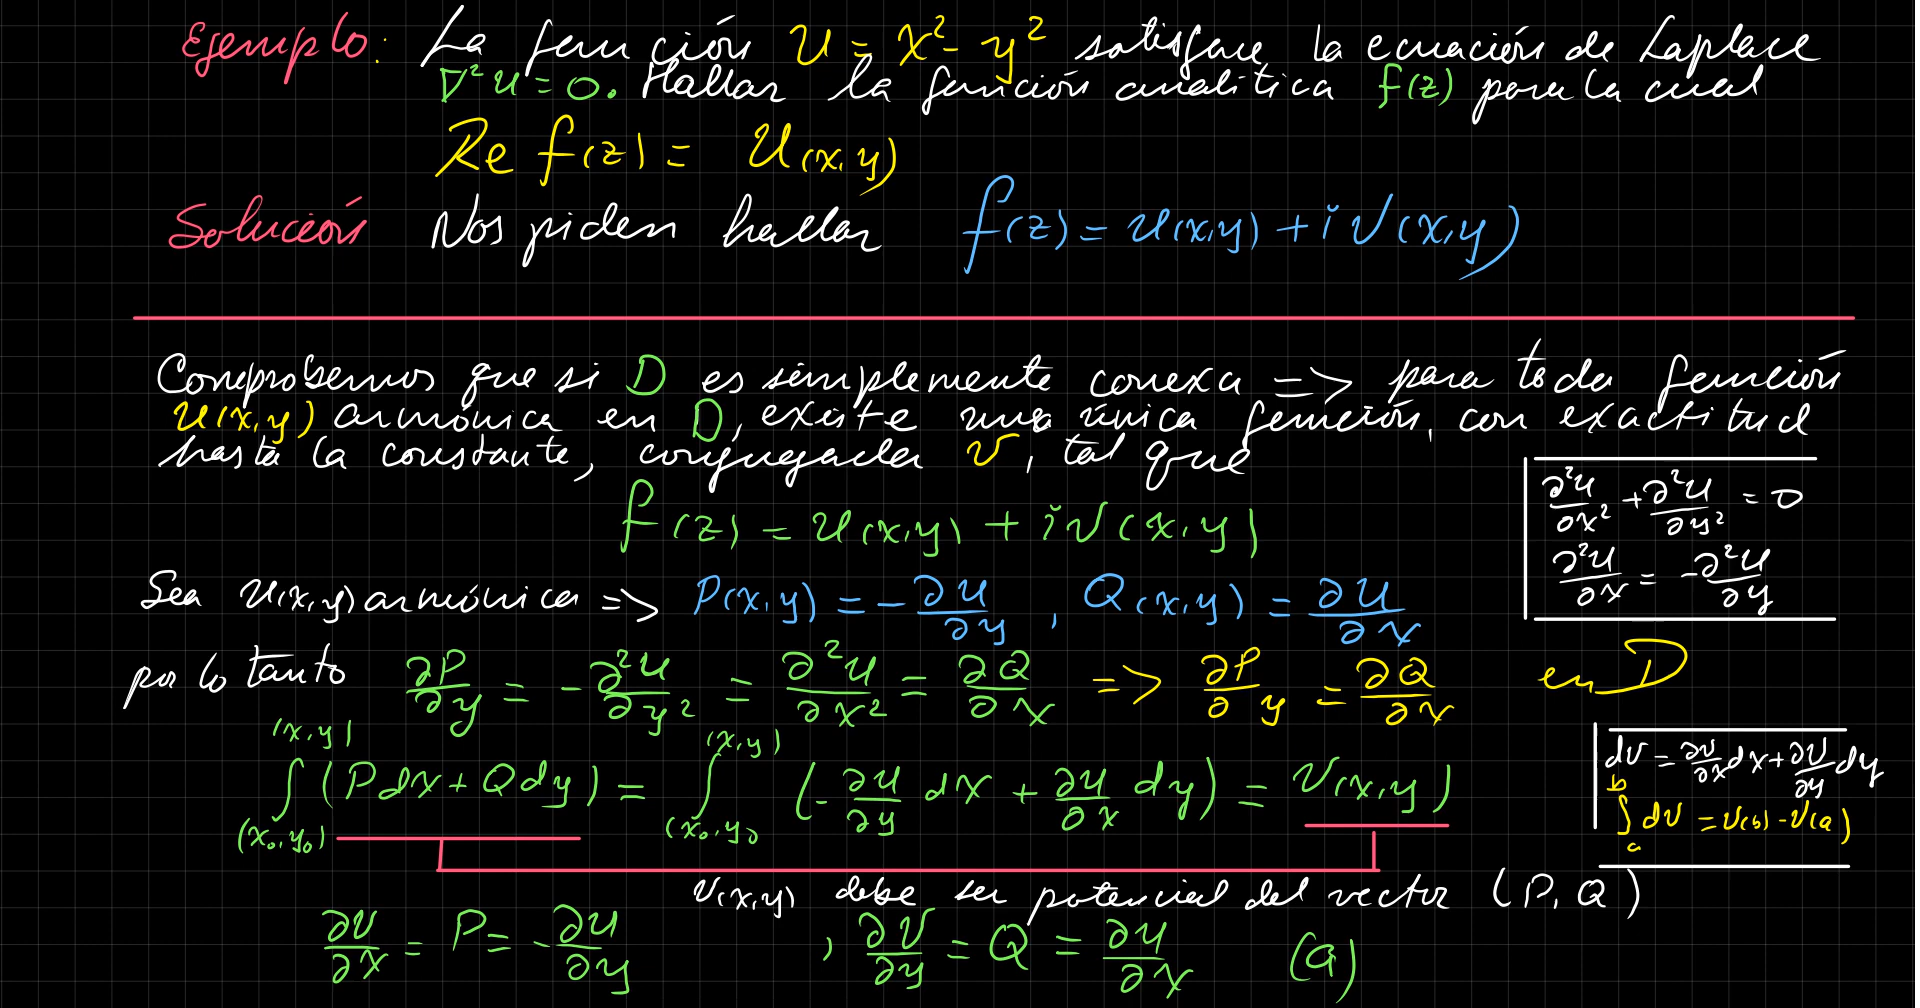 Ejemplo: La función U = x² - y² satisface la ecuación de Laplace
∇²u = 0. Hallar la función analítica f(z) para la cual
Re f(z) = U(x,y)
Solución Nos piden hallar f(z) = u(x,y) + i V(x,y)
Comprobemos que si D es simplemente conexa => para toda función
u(x,y) armónica en D, existe una única función, con exactitud
hasta la constante, conjugada v, tal que
f(z) = u(x,y) + i v(x,y)
∂²u/∂x² + ∂²u/∂y² = 0
∂²u/∂x = -∂²u/∂y
Sea u(x,y) armónica => P(x,y) = -∂u/∂y , Q(x,y) = ∂u/∂x
por lo tanto ∂P/∂y = -∂²u/∂y² = ∂²u/∂x² = ∂Q/∂x => ∂P/∂y = ∂Q/∂x en D
∫_(x₀,y₀)^(x,y) (Pdx + Qdy) = ∫_(x₀,y₀)^(x,y) (-∂u/∂y dx + ∂u/∂x dy) = V(x,y)
dv = ∂v/∂x dx + ∂v/∂y dy
∫_a^b dv = v(b) - v(a)
v(x,y) debe ser potencial del vector (P,Q)
∂v/∂x = P = -∂u/∂y , ∂v/∂y = Q = ∂u/∂x (a)